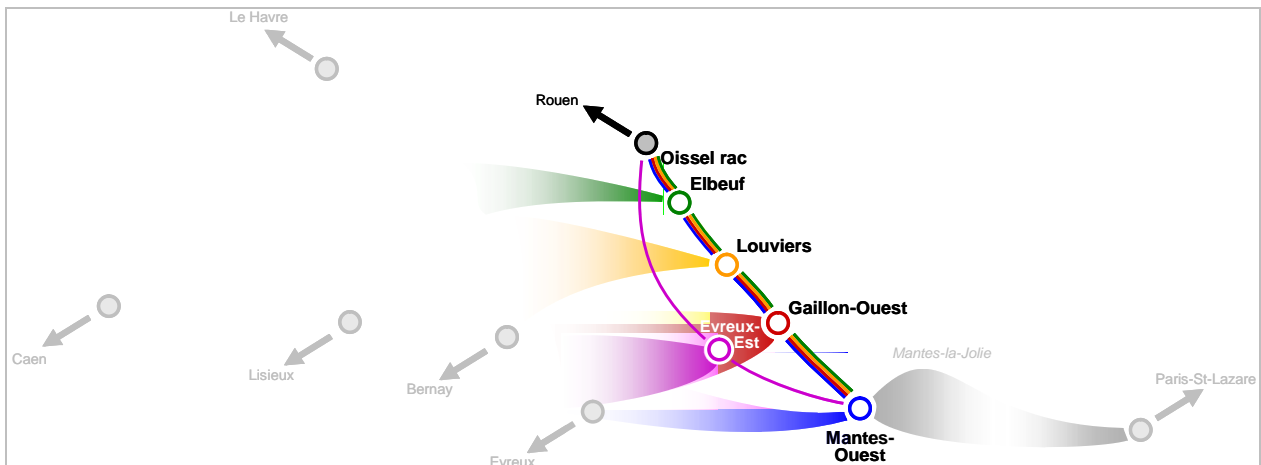 Le Havre
Rouen
Oissel rac
Elbeuf
Louviers
Gaillon-Ouest
Evreux-
Est
Mantes-la-Jolie
Caen
Lisieux
Bernay
Paris-St-Lazare
Mantes-
Ouest
Evreux